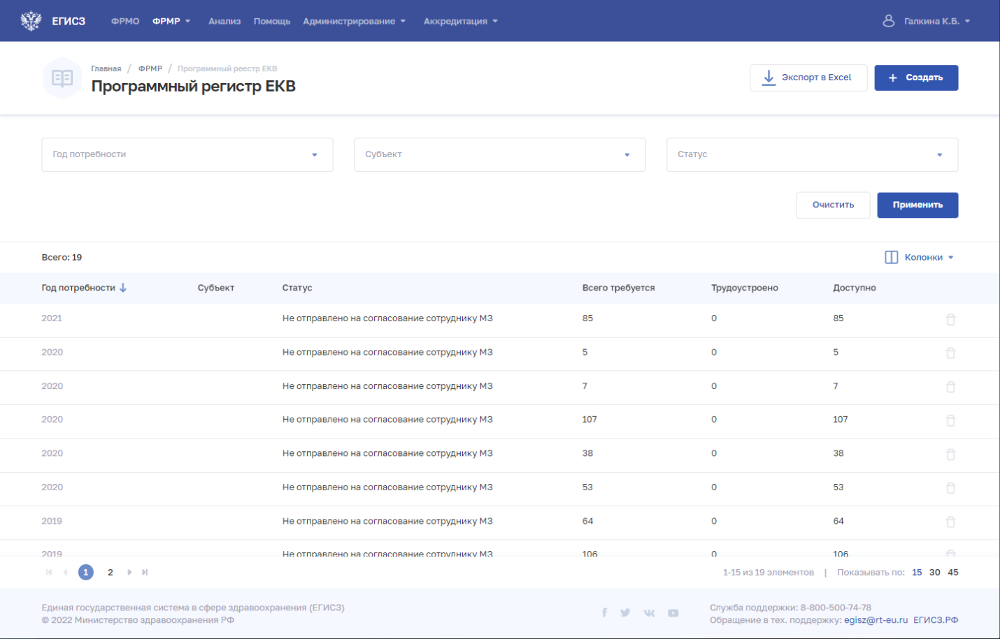 ЕГИСЗ ФРМО ФРМР Анализ Помощь Администрирование Аккредитация Галкина К.Б.
Главная / ФРМР / Программный реестр ЕКВ
Программный регистр ЕКВ
Экспорт в Excel + Создать
Год потребности Субъект Статус
Очистить Применить
Всего: 19 Колонки
Год потребности Субъект Статус Всего требуется Трудоустроено Доступно
2021 Не отправлено на согласование сотруднику МЗ 85 0 85
2020 Не отправлено на согласование сотруднику МЗ 5 0 5
2020 Не отправлено на согласование сотруднику МЗ 7 0 7
2020 Не отправлено на согласование сотруднику МЗ 107 0 107
2020 Не отправлено на согласование сотруднику МЗ 38 0 38
2020 Не отправлено на согласование сотруднику МЗ 53 0 53
2019 Не отправлено на согласование сотруднику МЗ 64 0 64
2019 Не отправлено на согласование сотруднику МЗ 106 0 106
1 2 1-15 из 19 элементов | Показывать по: 15 30 45
Единая государственная система в сфере здравоохранения (ЕГИСЗ) Служба поддержки: 8-800-500-74-78
© 2022 Министерство здравоохранения РФ Обращение в тех. поддержку: egisz@rt-eu.ru ЕГИСЗ.РФ